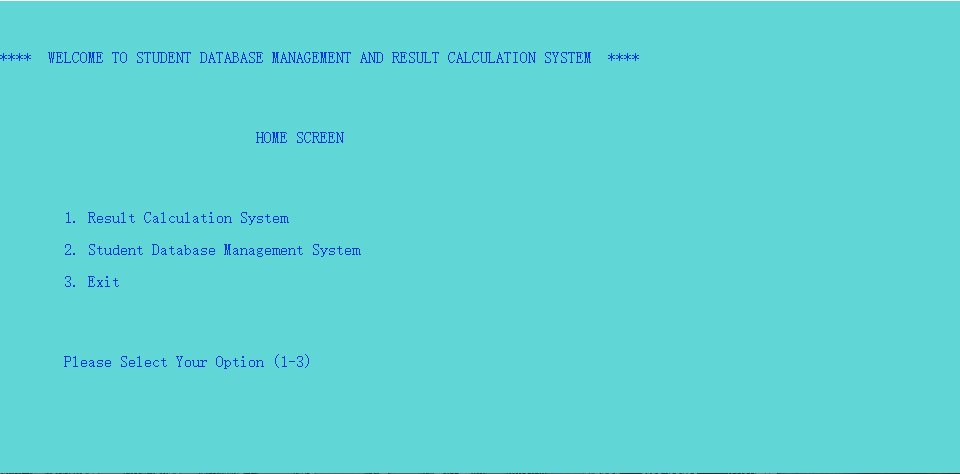 **** WELCOME TO STUDENT DATABASE MANAGEMENT AND RESULT CALCULATION SYSTEM ****
HOME SCREEN
1. Result Calculation System
2. Student Database Management System
3. Exit
Please Select Your Option (1-3)